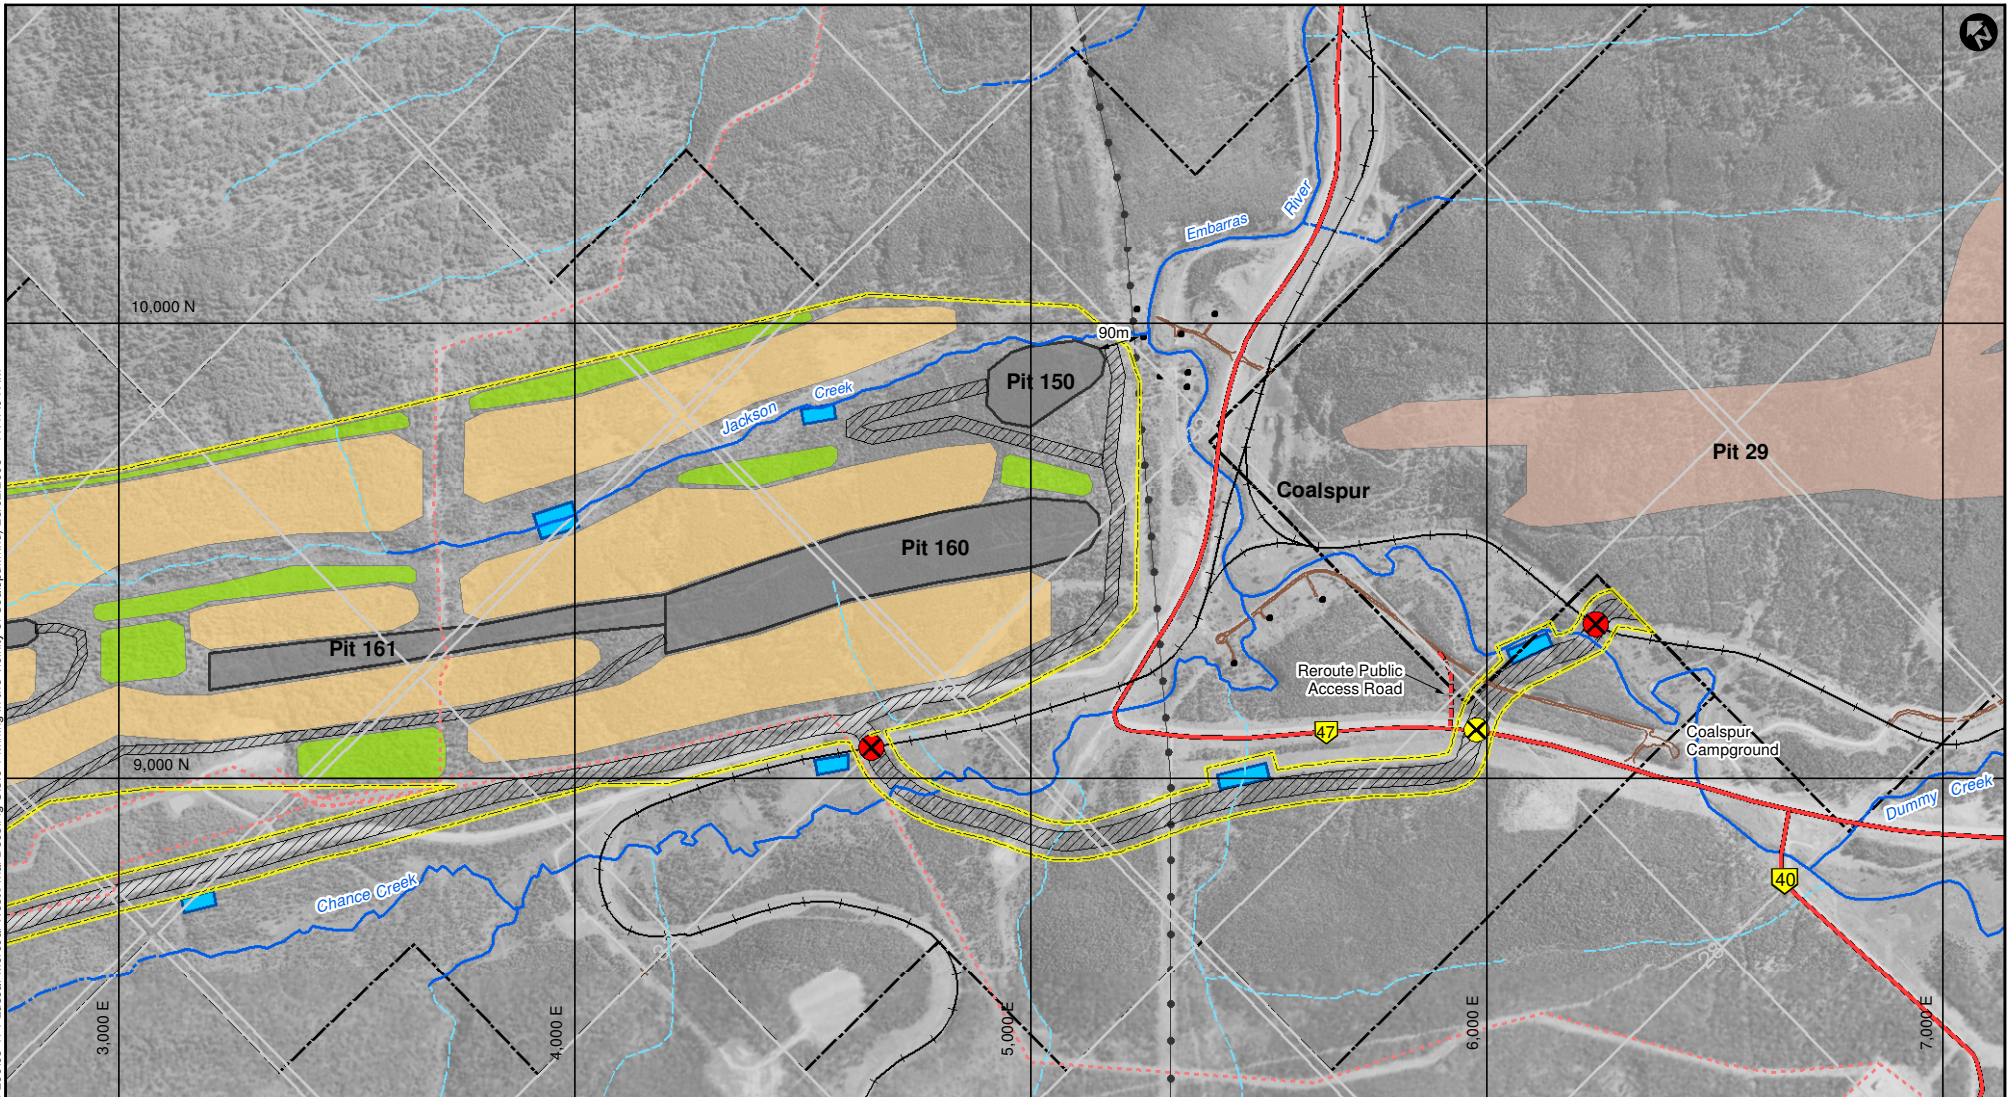 N
10,000 N
Embarras
River
90m
Pit 150
Jackson
Creek
Pit 29
Coalspur
Pit 160
Pit 161
Reroute Public
Access Road
47
Coalspur
Campground
9,000 N
Dummy
Creek
40
Chance Creek
3,000 E
4,000 E
5,000 E
6,000 E
7,000 E